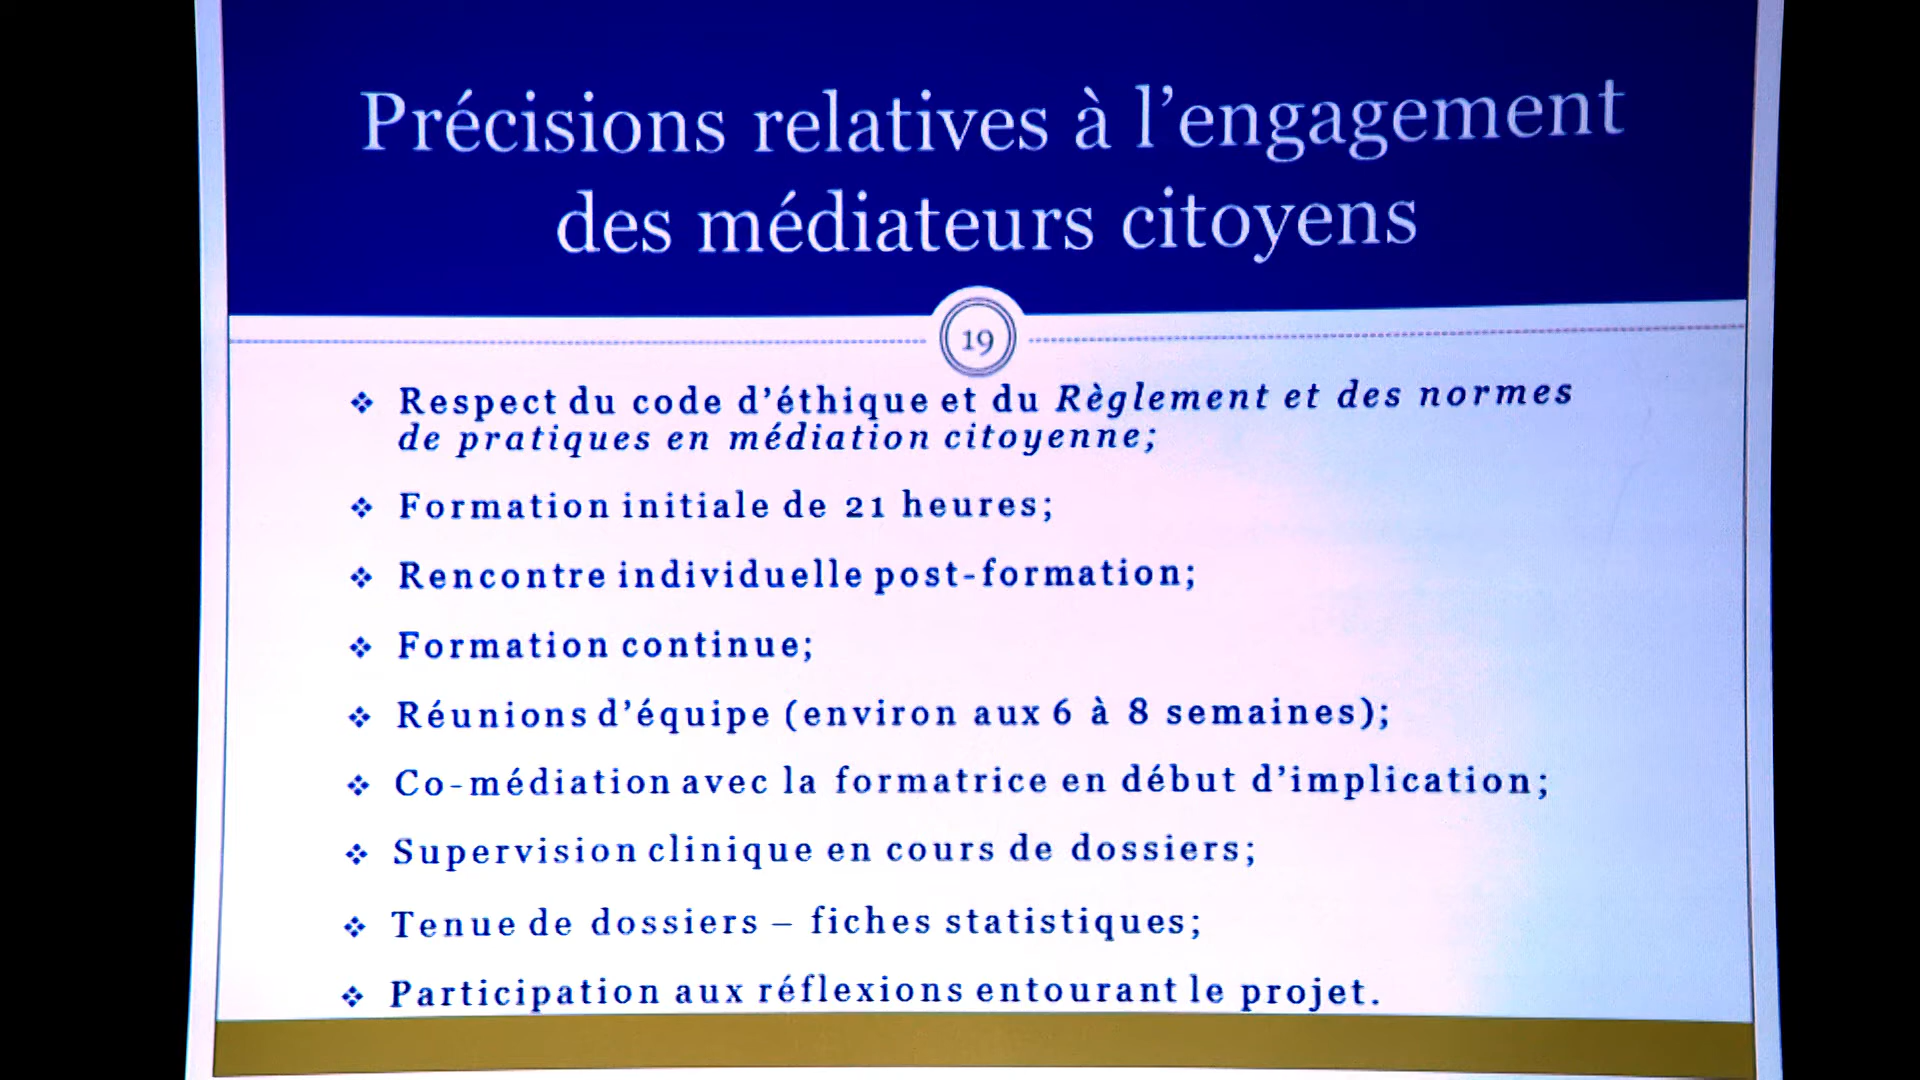 Précisions relatives à l’engagement
des médiateurs citoyens
19
❖ Respect du code d’éthique et du Règlement et des normes
de pratiques en médiation citoyenne;
❖ Formation initiale de 21 heures;
❖ Rencontre individuelle post-formation;
❖ Formation continue;
❖ Réunions d’équipe (environ aux 6 à 8 semaines);
❖ Co-médiation avec la formatrice en début d’implication;
❖ Supervision clinique en cours de dossiers;
❖ Tenue de dossiers – fiches statistiques;
❖ Participation aux réflexions entourant le projet.